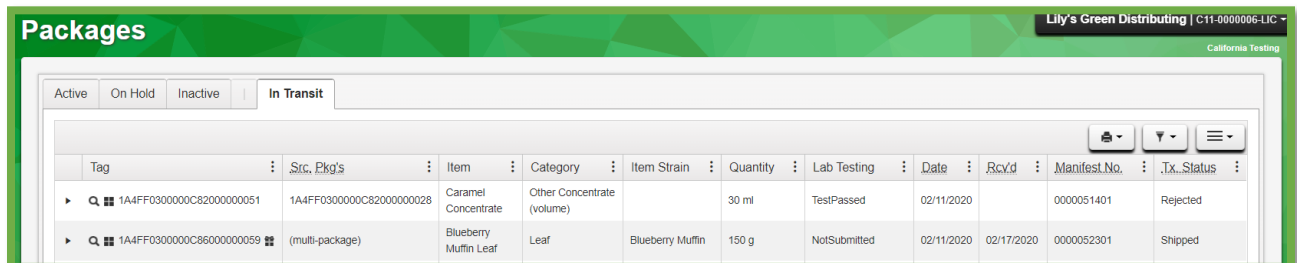 Packages
Lily's Green Distributing | C11-0000006-LIC
California Testing
Active On Hold Inactive | In Transit
Tag Src. Pkg's Item Category Item Strain Quantity Lab Testing Date Rcv'd Manifest No. Tx. Status
1A4FF0300000C82000000051 1A4FF0300000C82000000028 Caramel Concentrate Other Concentrate (volume) 30 ml TestPassed 02/11/2020 0000051401 Rejected
1A4FF0300000C86000000059 (multi-package) Blueberry Muffin Leaf Leaf Blueberry Muffin 150 g NotSubmitted 02/11/2020 02/17/2020 0000052301 Shipped